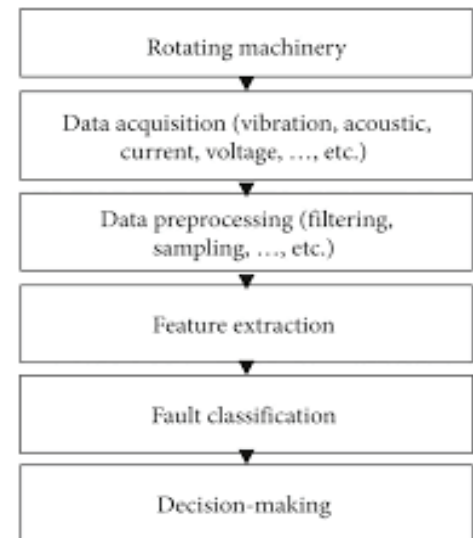 Rotating machinery
Data acquisition (vibration, acoustic,
current, voltage, ..., etc.)
Data preprocessing (filtering,
sampling, ..., etc.)
Feature extraction
Fault classification
Decision-making